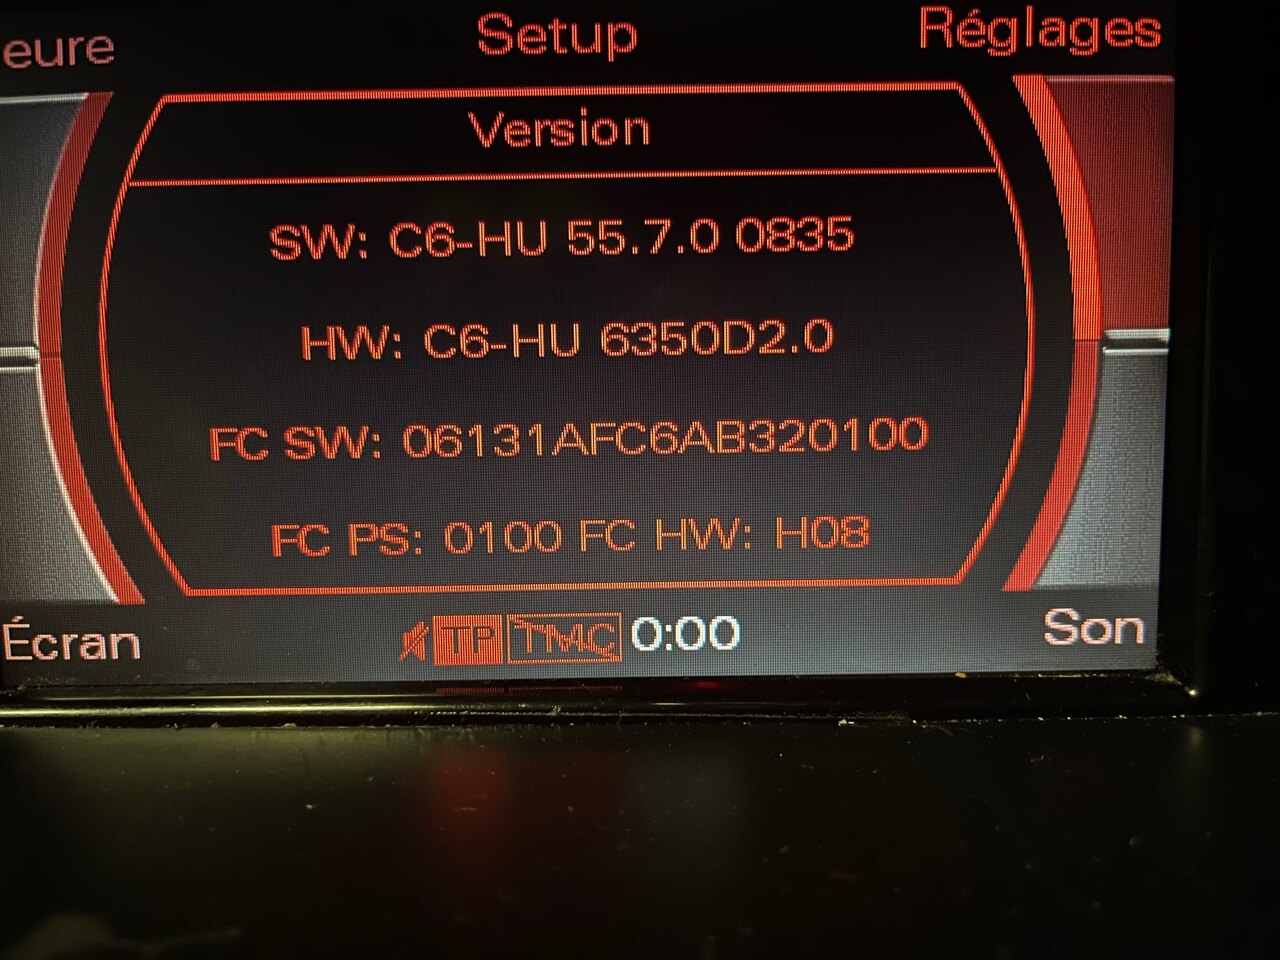 eure Setup Réglages
Version
SW: C6-HU 55.7.0 0835
HW: C6-HU 6350D2.0
FC SW: 06131AFC6AB320100
FC PS: 0100 FC HW: H08
Écran TP TMC 0:00 Son